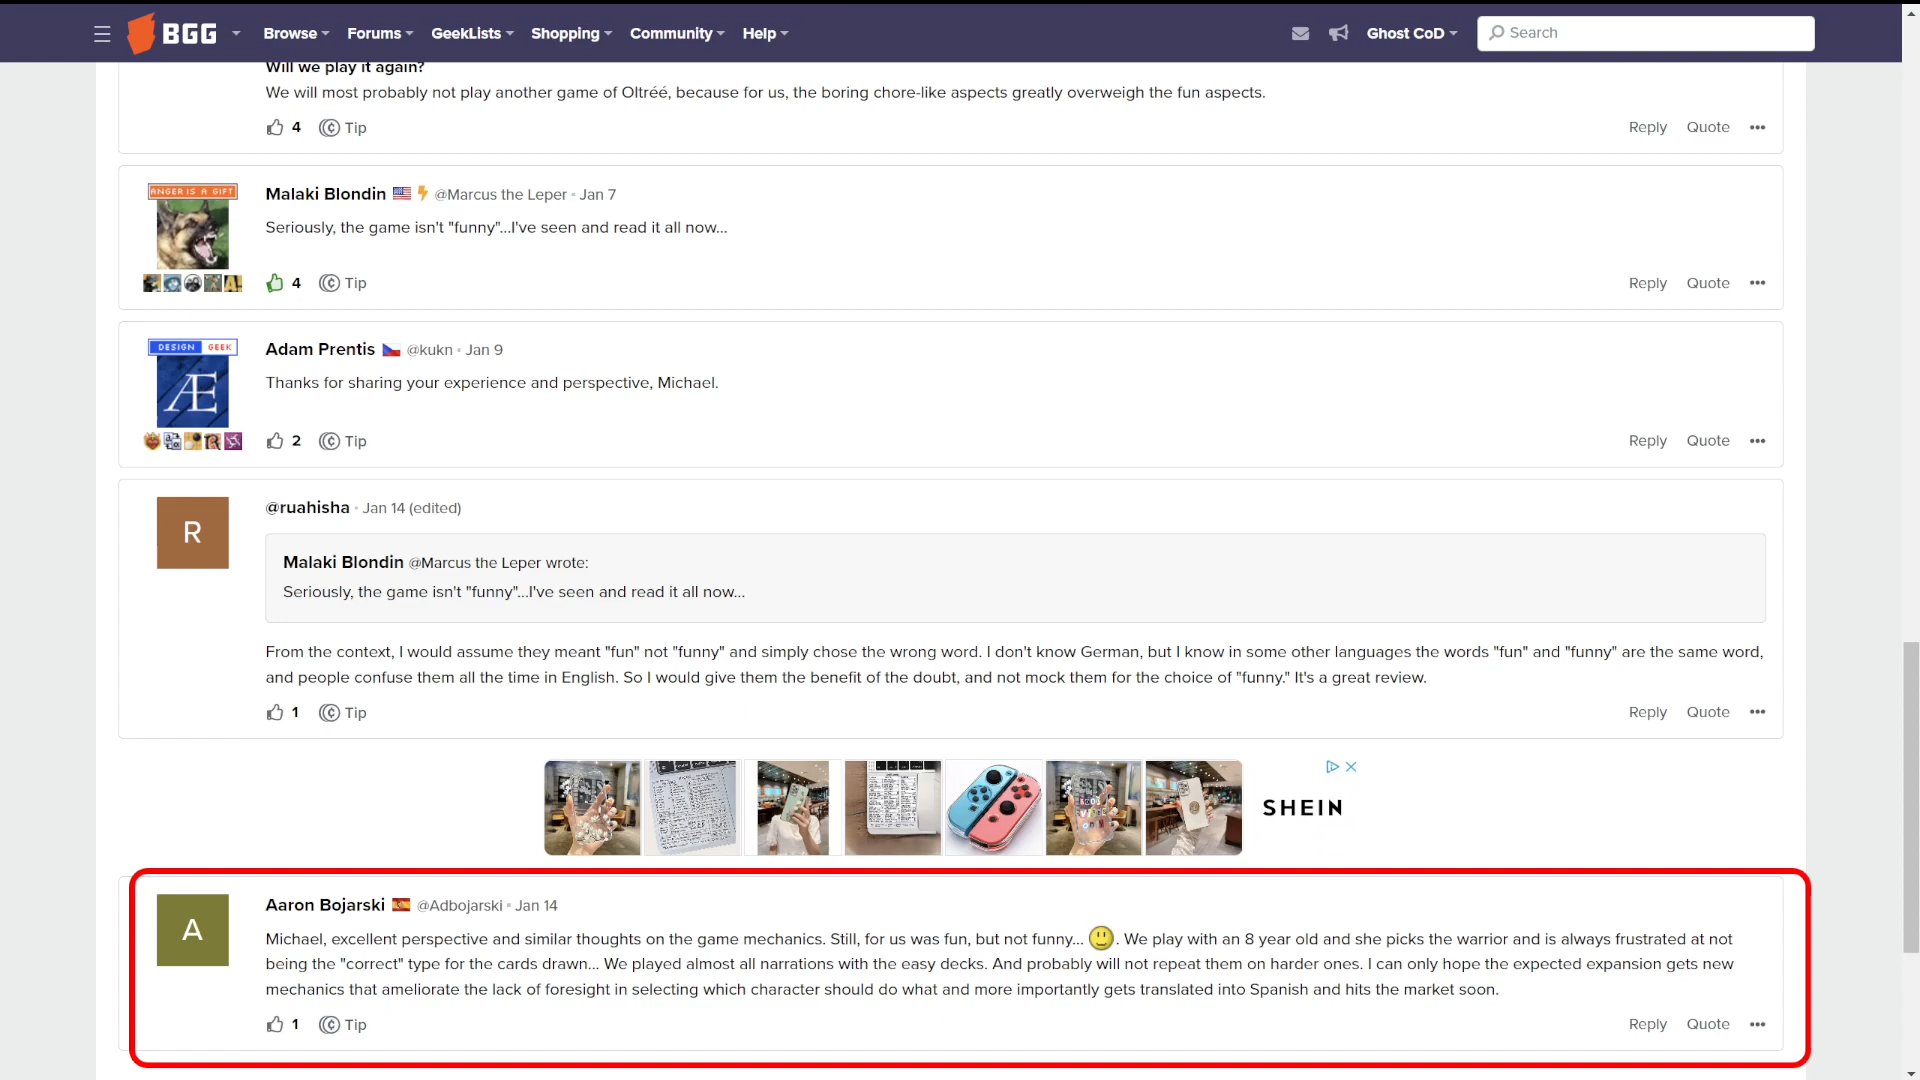 BGG Browse Forums GeekLists Shopping Community Help Ghost CoD Search
Will we play it again?
We will most probably not play another game of Oltréé, because for us, the boring chore-like aspects greatly overweigh the fun aspects.
4 Tip Reply Quote
ANGER IS A GIFT
Malaki Blondin @Marcus the Leper · Jan 7
Seriously, the game isn't "funny"...I've seen and read it all now...
4 Tip Reply Quote
DESIGN GEEK
Adam Prentis @kukn · Jan 9
Thanks for sharing your experience and perspective, Michael.
Æ
2 Tip Reply Quote
R
@ruahisha · Jan 14 (edited)
Malaki Blondin @Marcus the Leper wrote:
Seriously, the game isn't "funny"...I've seen and read it all now...
From the context, I would assume they meant "fun" not "funny" and simply chose the wrong word. I don't know German, but I know in some other languages the words "fun" and "funny" are the same word,
and people confuse them all the time in English. So I would give them the benefit of the doubt, and not mock them for the choice of "funny." It's a great review.
1 Tip Reply Quote
SHEIN
A
Aaron Bojarski @Adbojarski · Jan 14
Michael, excellent perspective and similar thoughts on the game mechanics. Still, for us was fun, but not funny... . We play with an 8 year old and she picks the warrior and is always frustrated at not
being the "correct" type for the cards drawn... We played almost all narrations with the easy decks. And probably will not repeat them on harder ones. I can only hope the expected expansion gets new
mechanics that ameliorate the lack of foresight in selecting which character should do what and more importantly gets translated into Spanish and hits the market soon.
1 Tip Reply Quote